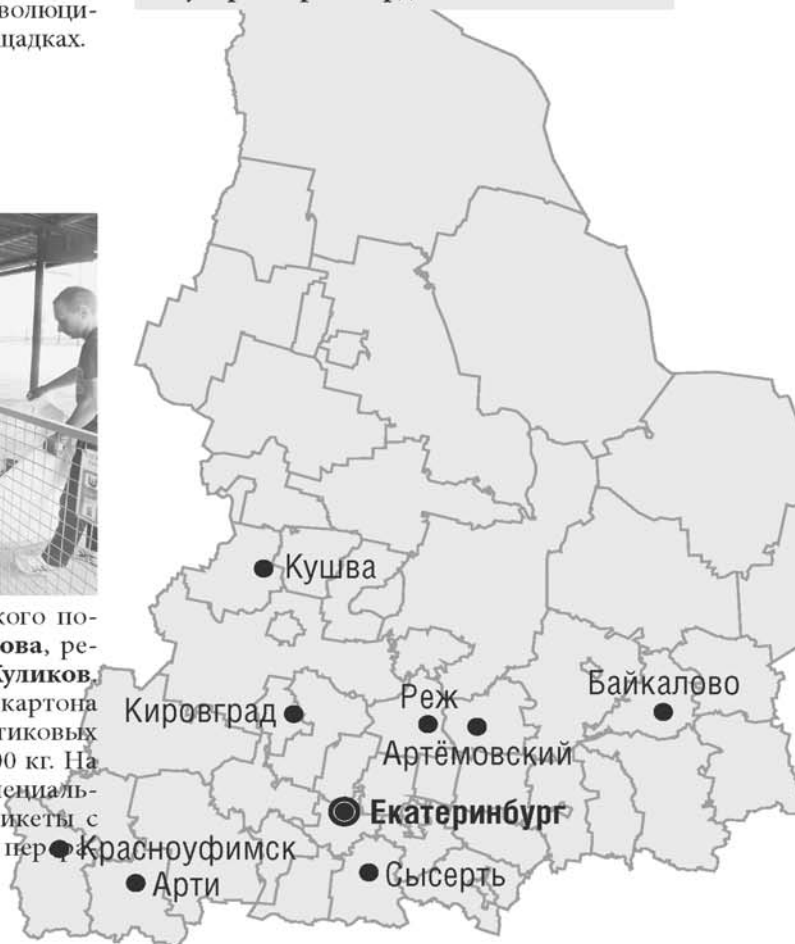 волюци-
щадках.
Кушва
кого по-
ова, ре-
Куликов.
картона
тиковых
00 кг. На
пециаль-
икеты с
Кировград
Реж
Байкалово
Артёмовский
Екатеринбург
Красноуфимск
Арти
Сысерть